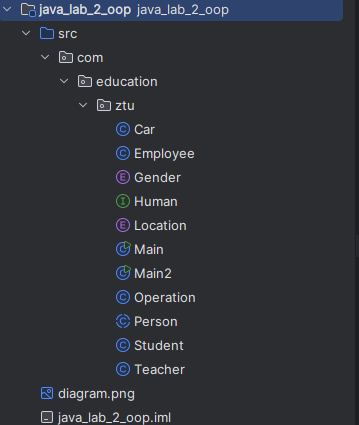 java_lab_2_oop java_lab_2_oop
src
com
education
ztu
C Car
C Employee
E Gender
I Human
E Location
C Main
C Main2
C Operation
C Person
C Student
C Teacher
diagram.png
java_lab_2_oop.iml